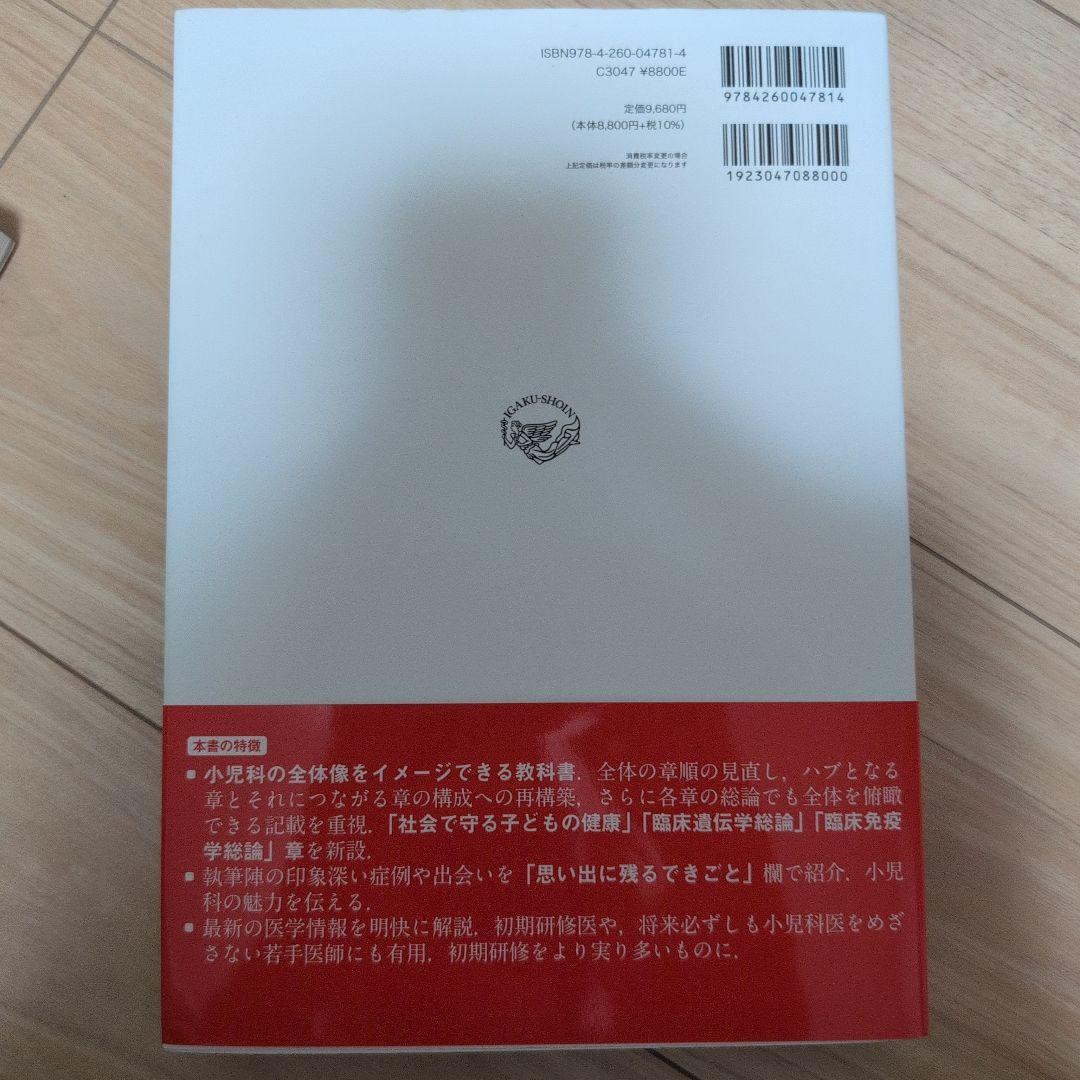 ISBN978-4-260-04781-4
C3047 ¥8800E
定価9,680円
(本体8,800円+税10%)
消費税率変更の場合
上記定価は税率の差額分変更になります
9784260047814
1923047088000
IGAKU-SHOIN
本書の特徴
■ 小児科の全体像をイメージできる教科書．全体の章順の見直し，ハブとなる
章とそれにつながる章の構成への再構築，さらに各章の総論でも全体を俯瞰
できる記載を重視．「社会で守る子どもの健康」「臨床遺伝学総論」「臨床免疫
学総論」章を新設．
■ 執筆陣の印象深い症例や出会いを「思い出に残るできごと」欄で紹介．小児
科の魅力を伝える．
■ 最新の医学情報を明快に解説．初期研修医や，将来必ずしも小児科医をめざ
さない若手医師にも有用．初期研修をより実り多いものに．